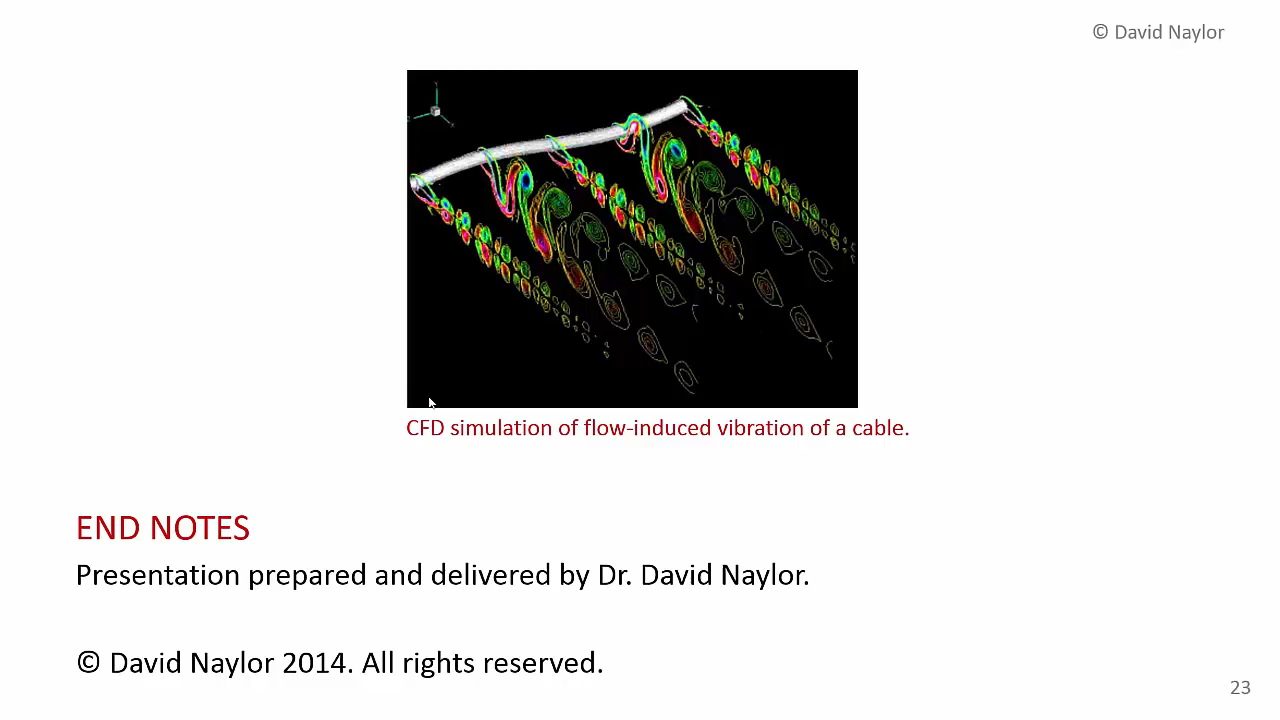 © David Naylor
CFD simulation of flow-induced vibration of a cable.
END NOTES
Presentation prepared and delivered by Dr. David Naylor.
© David Naylor 2014. All rights reserved.
23